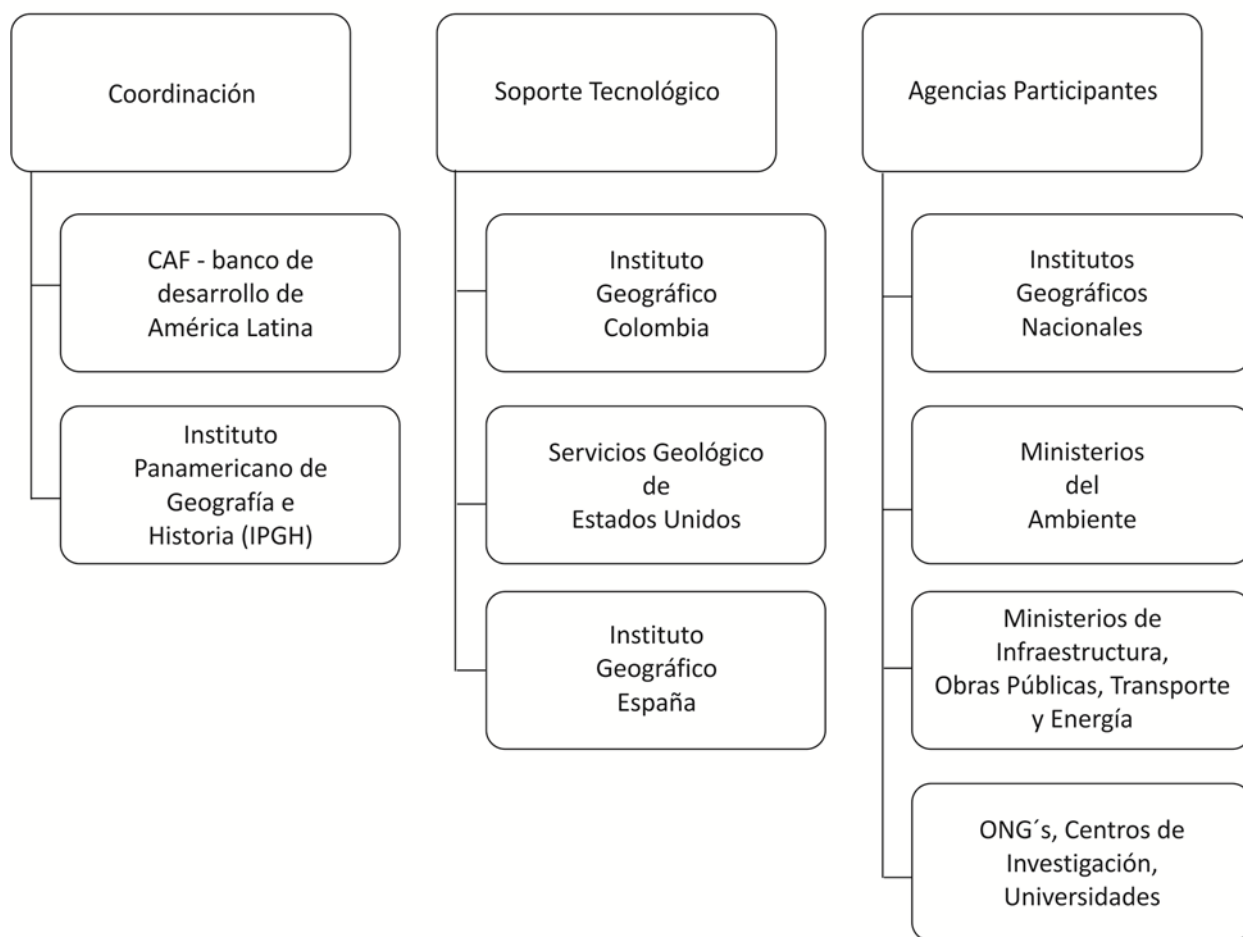 Coordinación
CAF - banco de
desarrollo de
América Latina
Instituto
Panamericano de
Geografía e
Historia (IPGH)
Soporte Tecnológico
Instituto
Geográfico
Colombia
Servicios Geológico
de
Estados Unidos
Instituto
Geográfico
España
Agencias Participantes
Institutos
Geográficos
Nacionales
Ministerios
del
Ambiente
Ministerios de
Infraestructura,
Obras Públicas, Transporte
y Energía
ONG´s, Centros de
Investigación,
Universidades